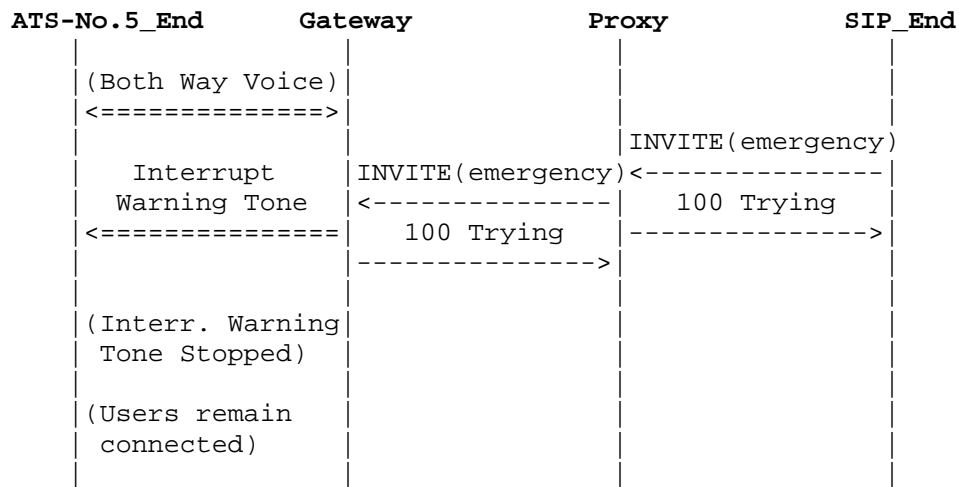 ATS-No.5_End Gateway Proxy SIP_End
(Both Way Voice)
<==============>
INVITE(emergency)
Interrupt INVITE(emergency)<---------------
Warning Tone <--------------- 100 Trying
<=============== 100 Trying --------------->
--------------->
(Interr. Warning
Tone Stopped)
(Users remain
connected)